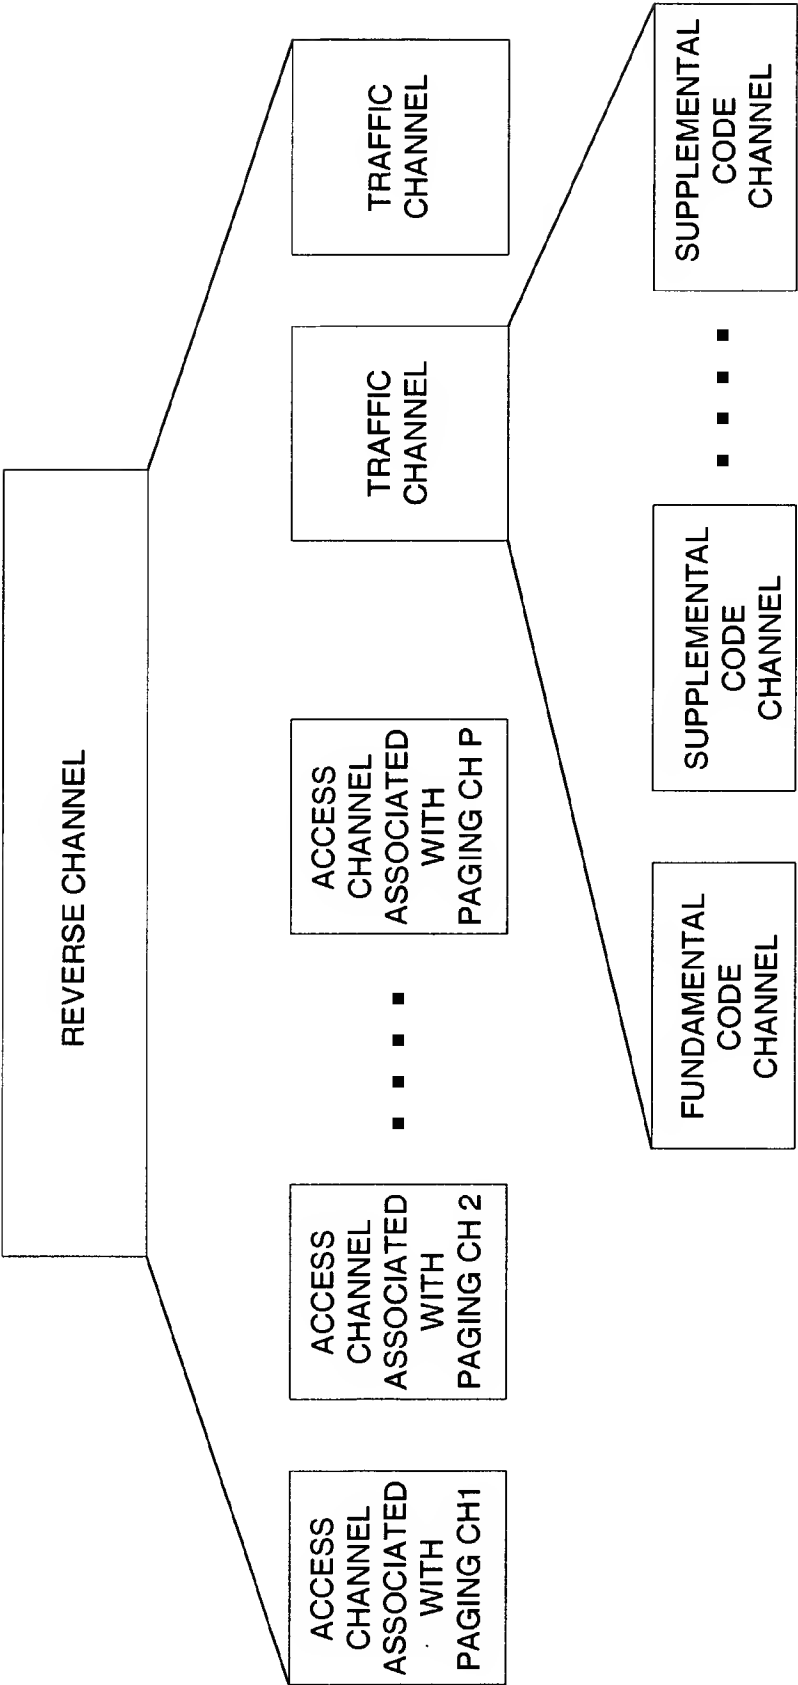 REVERSE CHANNEL
ACCESS
CHANNEL
ASSOCIATED
WITH
PAGING CH1
ACCESS
CHANNEL
ASSOCIATED
WITH
PAGING CH 2
ACCESS
CHANNEL
ASSOCIATED
WITH
PAGING CH P
TRAFFIC
CHANNEL
TRAFFIC
CHANNEL
FUNDAMENTAL
CODE
CHANNEL
SUPPLEMENTAL
CODE
CHANNEL
SUPPLEMENTAL
CODE
CHANNEL